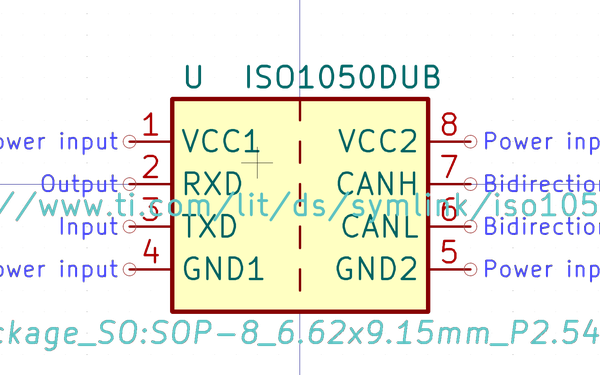 U ISO1050DUB
1 8
ower input VCC1 VCC2 Power inp
2 7
Output RXD CANH Bidirection
//www.ti.com/lit/ds/symlink/iso105
3 6
Input TXD CANL Bidirection
4 5
ower input GND1 GND2 Power inp
ckage_SO:SOP-8_6.62x9.15mm_P2.54